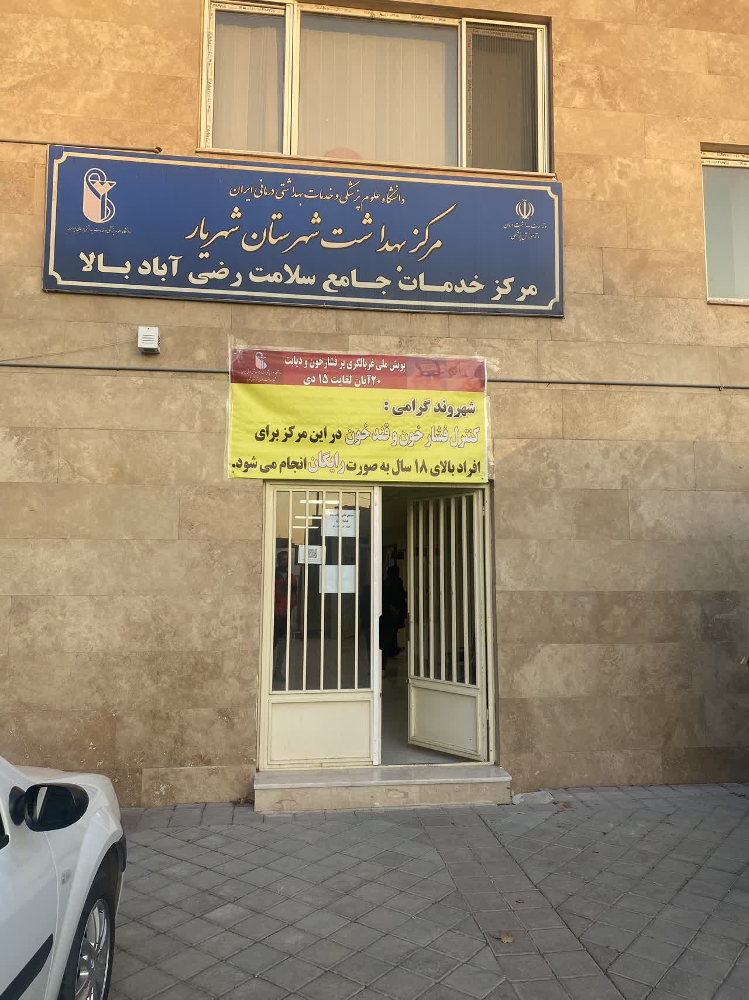 دانشگاه علوم پزشکی و خدمات بهداشتی درمانی ایران
مرکز بهداشت شهرستان شهریار
مرکز خدمات جامع سلامت رضی آباد بالا
وزارت بهداشت درمان
و آموزش پزشکی
دانشگاه علوم پزشکی و خدمات بهداشتی درمانی ایران
پویش ملی غربالگری پر فشارخون و دیابت
۲۰آبان لغایت ۱۵ دی
شهروند گرامی :
کنترل فشار خون و قند خون در این مرکز برای
افراد بالای ۱۸ سال به صورت رایگان انجام می شود.